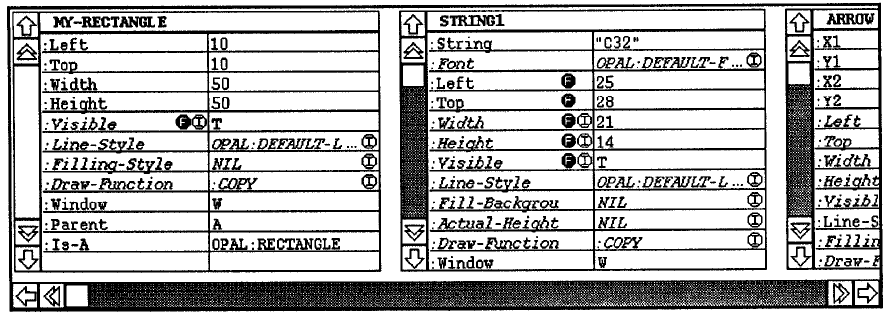 MY-RECTANGLE
:Left 10
:Top 10
:Width 50
:Height 50
:Visible F I T
:Line-Style OPAL:DEFAULT-L... I
:Filling-Style NIL I
:Draw-Function :COPY I
:Window W
:Parent A
:Is-A OPAL:RECTANGLE
STRING1
:String "C32"
:Font OPAL:DEFAULT-F... I
:Left F 25
:Top F 28
:Width F I 21
:Height F I 14
:Visible F I T
:Line-Style OPAL:DEFAULT-L... I
:Fill-Backgrou NIL I
:Actual-Height NIL I
:Draw-Function :COPY I
:Window W
ARROW
:X1
:Y1
:X2
:Y2
:Left
:Top
:Width
:Height
:Visibl
:Line-S
:Fillin
:Draw-F